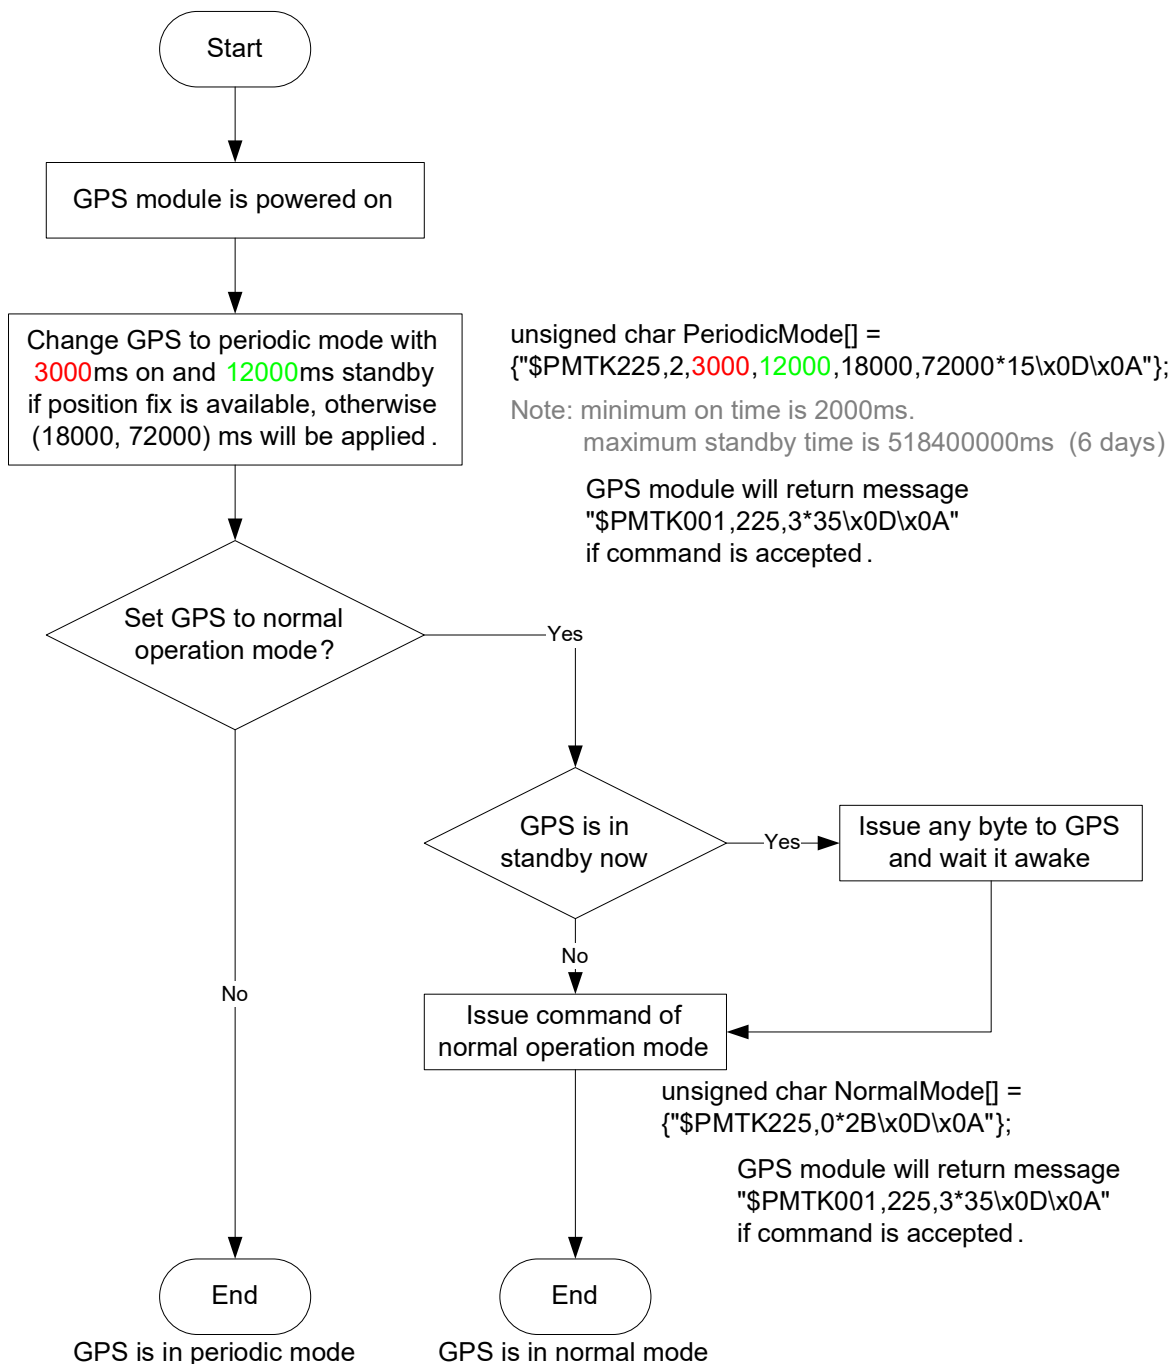 Start
GPS module is powered on
Change GPS to periodic mode with
3000ms on and 12000ms standby
if position fix is available, otherwise
(18000, 72000) ms will be applied.
unsigned char PeriodicMode[] =
{"$PMTK225,2,3000,12000,18000,72000*15\x0D\x0A"};
Note: minimum on time is 2000ms.
maximum standby time is 518400000ms (6 days)
GPS module will return message
"$PMTK001,225,3*35\x0D\x0A"
if command is accepted.
Set GPS to normal
operation mode?
Yes
GPS is in
standby now
Yes
Issue any byte to GPS
and wait it awake
No
No
Issue command of
normal operation mode
unsigned char NormalMode[] =
{"$PMTK225,0*2B\x0D\x0A"};
GPS module will return message
"$PMTK001,225,3*35\x0D\x0A"
if command is accepted.
End
GPS is in periodic mode
End
GPS is in normal mode